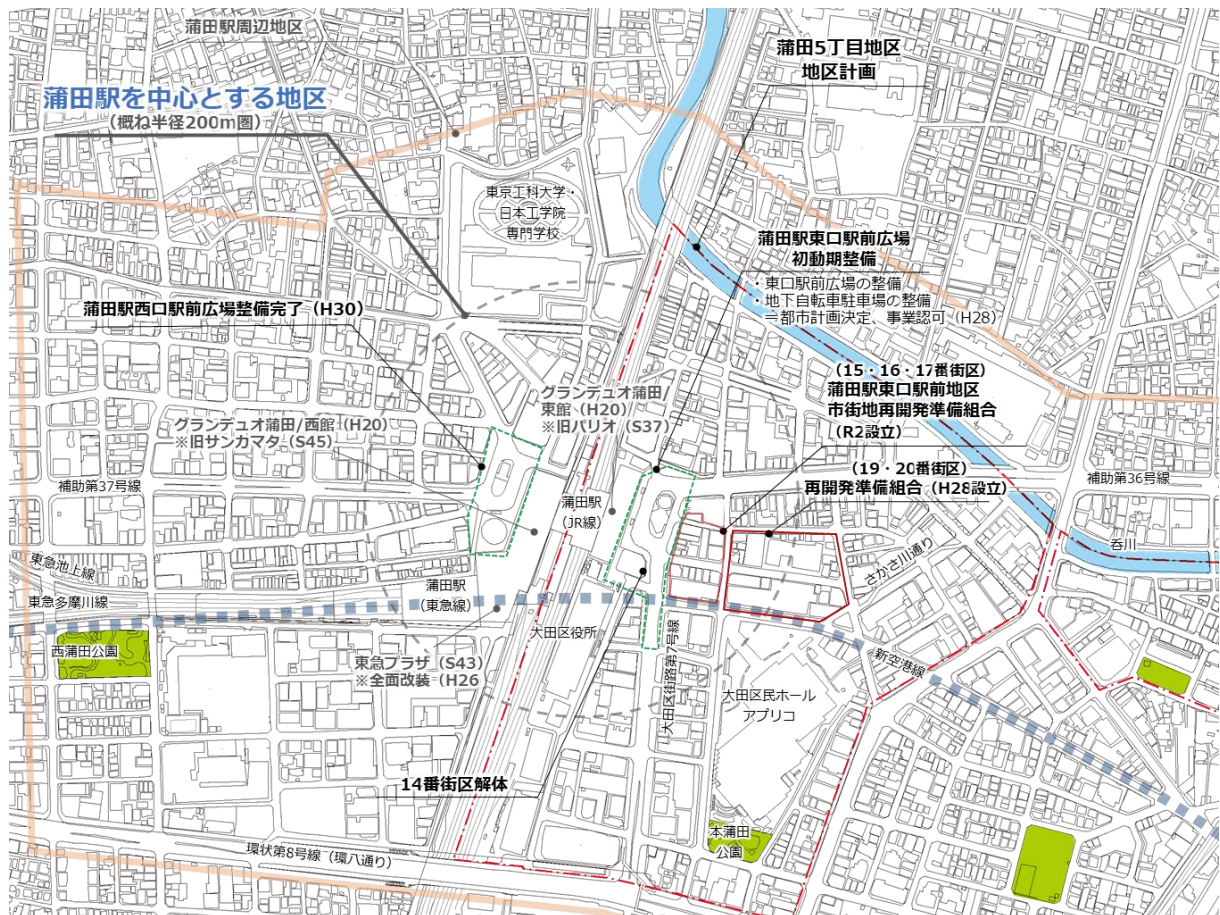 蒲田駅周辺地区
蒲田5丁目地区
地区計画
蒲田駅を中心とする地区
(概ね半径200m圏)
東京工科大学・
日本工学院
専門学校
蒲田駅東口駅前広場
初動期整備
・東口駅前広場の整備
・地下自転車駐車場の整備
ー都市計画決定、事業認可(H28)
蒲田駅西口駅前広場整備完了(H30)
(15・16・17番街区)
蒲田駅東口駅前地区
市街地再開発準備組合
(R2設立)
グランデュオ蒲田/
東館(H20)
※旧パリオ(S37)
グランデュオ蒲田/西館(H20)
※旧サンカマタ(S45)
(19・20番街区)
再開発準備組合(H28設立)
補助第37号線
補助第36号線
蒲田駅
(JR線)
呑川
さかさ川通り
東急池上線
東急多摩川線
蒲田駅
(東急線)
大田区役所
西蒲田公園
東急プラザ(S43)
※全面改装(H26
大田区街路第7号線
新空港線
大田区民ホール
アプリコ
14番街区解体
本蒲田
公園
環状第8号線(環八通り)